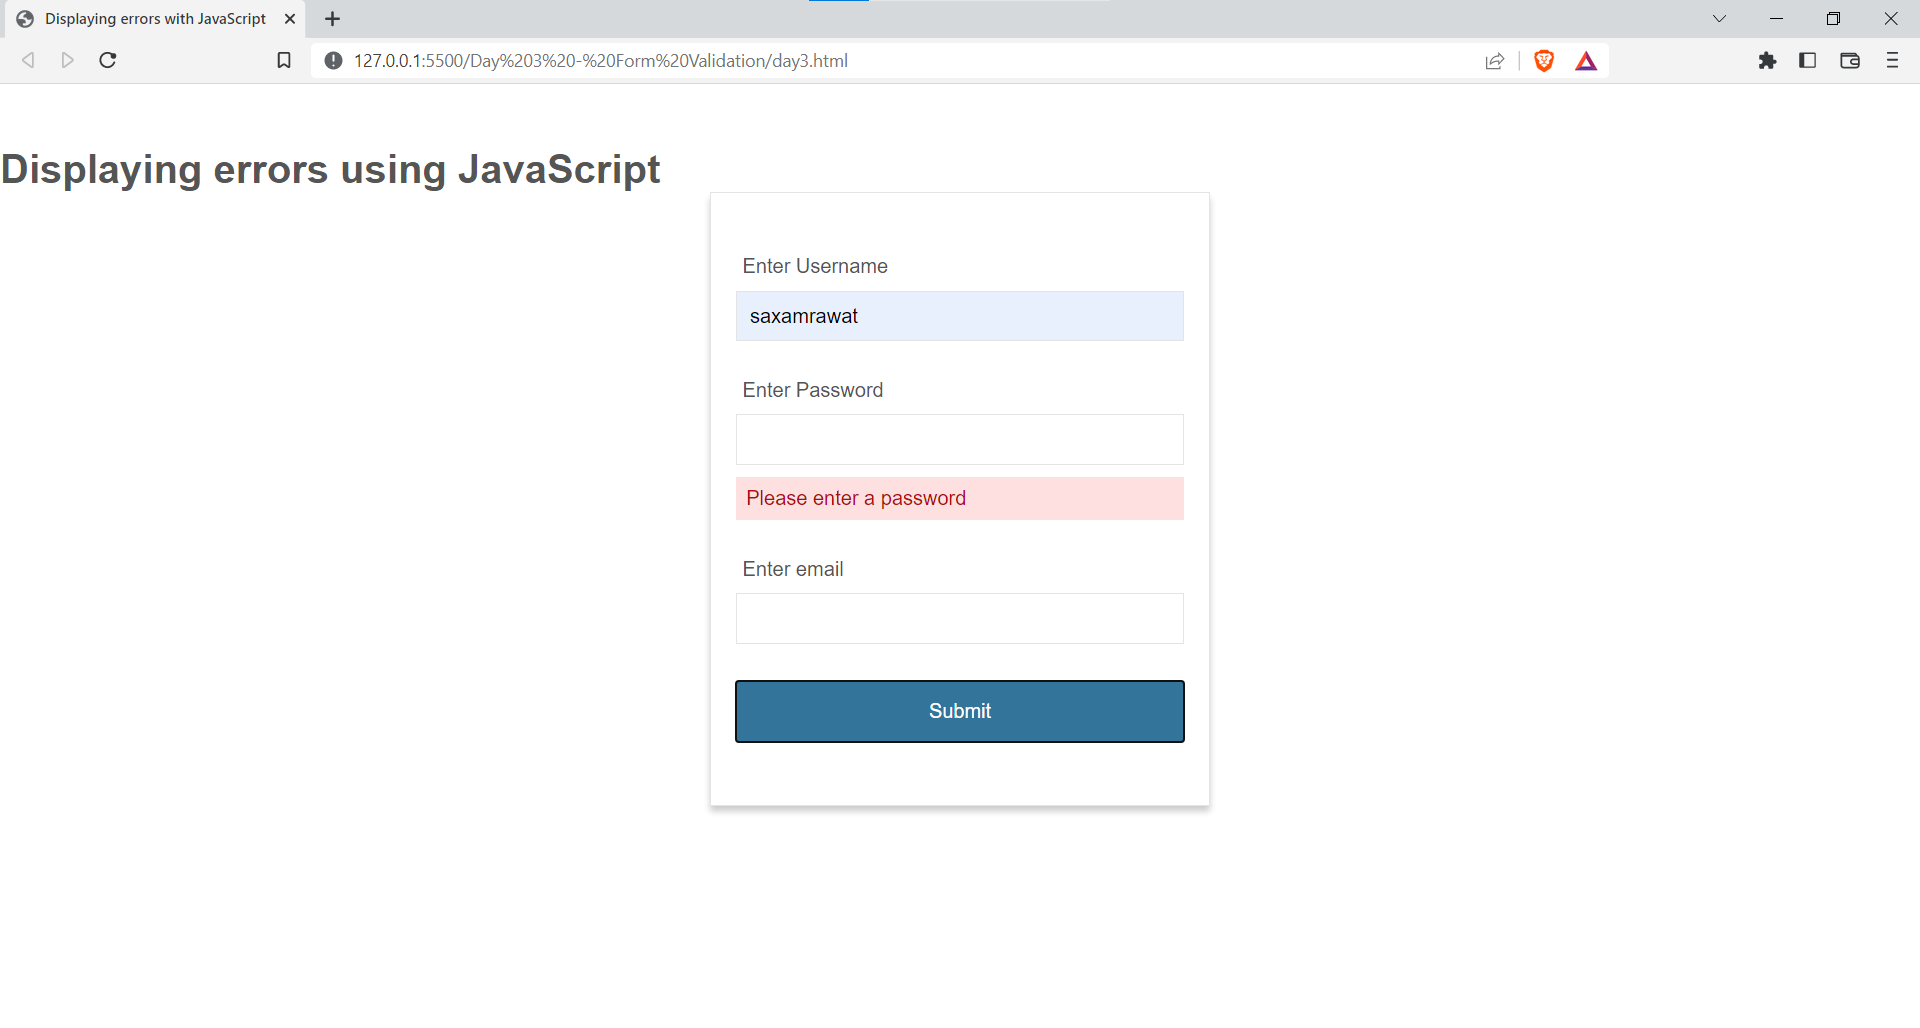 Displaying errors with JavaScript
127.0.0.1:5500/Day%203%20-%20Form%20Validation/day3.html
Displaying errors using JavaScript
Enter Username
saxamrawat
Enter Password
Please enter a password
Enter email
Submit